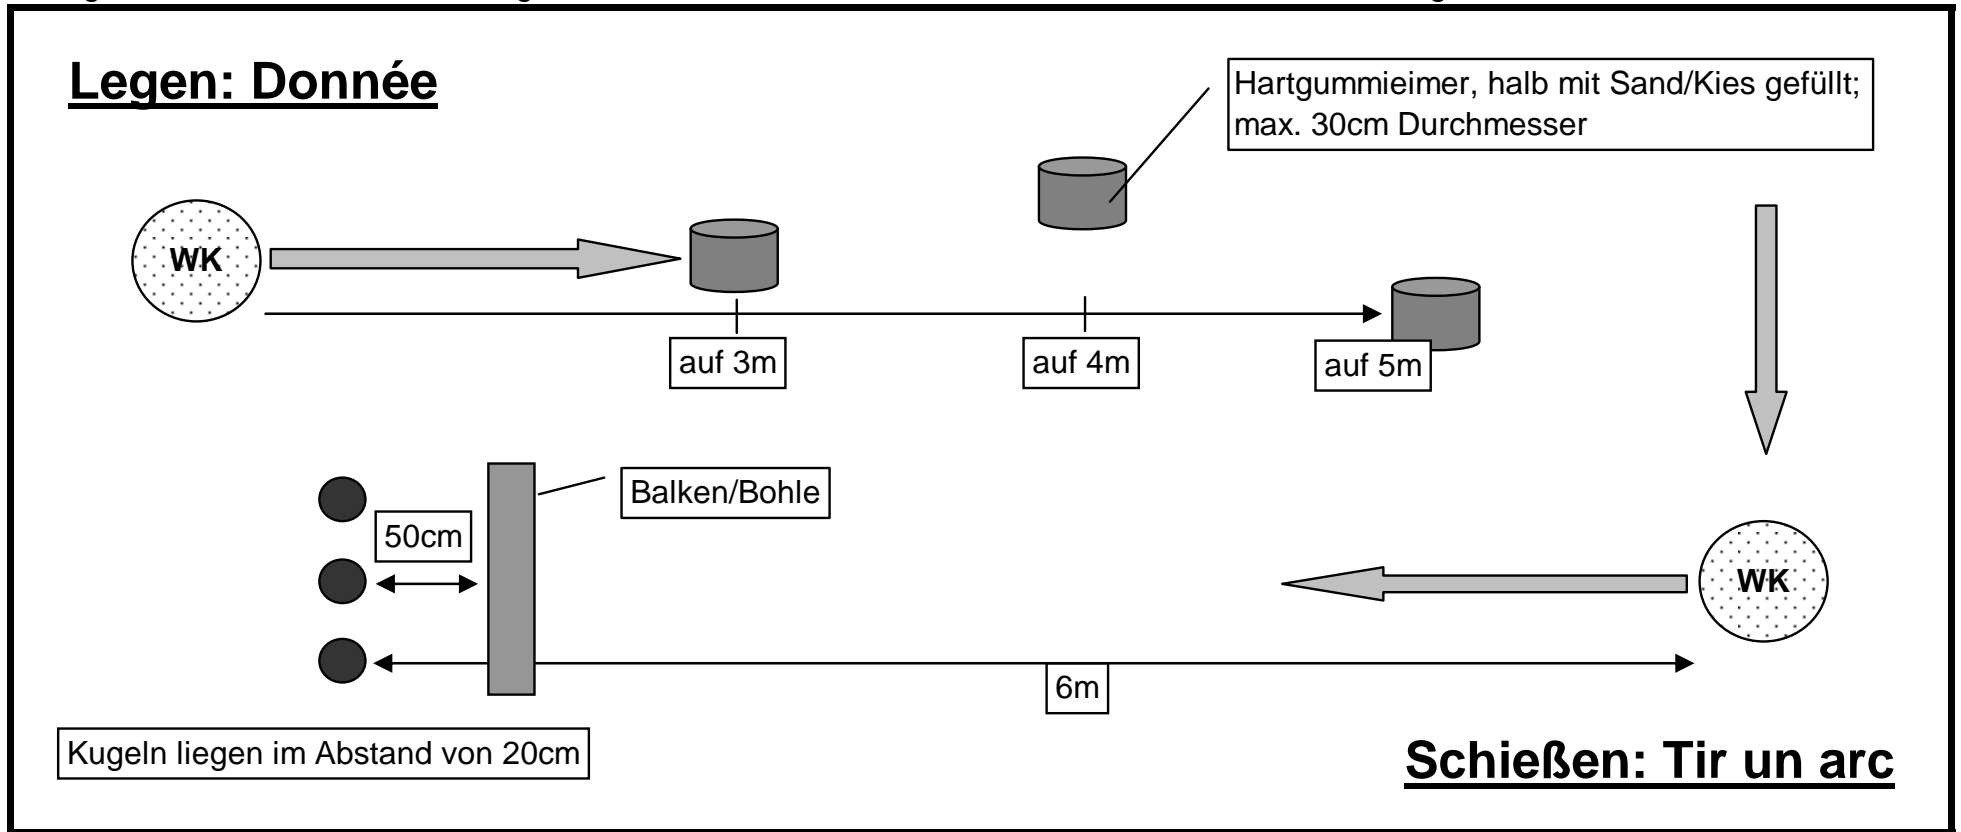 Legen: Donnée
Hartgummieimer, halb mit Sand/Kies gefüllt;
max. 30cm Durchmesser
WK
auf 3m
auf 4m
auf 5m
Balken/Bohle
50cm
WK
6m
Kugeln liegen im Abstand von 20cm
Schießen: Tir un arc